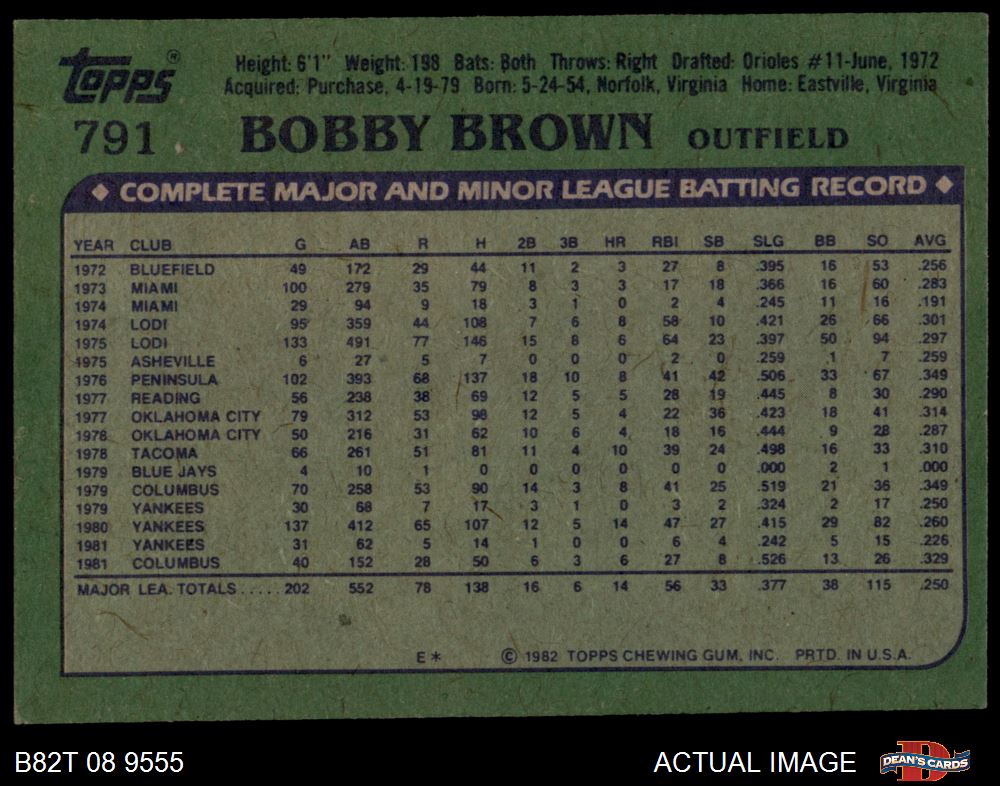 topps®
Height: 6'1" Weight: 198 Bats: Both Throws: Right Drafted: Orioles #11-June, 1972
Acquired: Purchase, 4-19-79 Born: 5-24-54, Norfolk, Virginia Home: Eastville, Virginia
791 BOBBY BROWN OUTFIELD
◆ COMPLETE MAJOR AND MINOR LEAGUE BATTING RECORD ◆
YEAR CLUB G AB R H 2B 3B HR RBI SB SLG BB SO AVG
1972 BLUEFIELD 49 172 29 44 11 2 3 27 8 .395 16 53 .256
1973 MIAMI 100 279 35 79 8 3 3 17 18 .366 16 60 .283
1974 MIAMI 29 94 9 18 3 1 0 2 4 .245 11 16 .191
1974 LODI 95 359 44 108 7 6 8 58 10 .421 26 66 .301
1975 LODI 133 491 77 146 15 8 6 64 23 .397 50 94 .297
1975 ASHEVILLE 6 27 5 7 0 0 0 2 0 .259 1 7 .259
1976 PENINSULA 102 393 68 137 18 10 8 41 42 .506 33 67 .349
1977 READING 56 238 38 69 12 5 5 28 19 .445 8 30 .290
1977 OKLAHOMA CITY 79 312 53 98 12 5 4 22 36 .423 18 41 .314
1978 OKLAHOMA CITY 50 216 31 62 10 6 4 18 16 .444 9 28 .287
1978 TACOMA 66 261 51 81 11 4 10 39 24 .498 16 33 .310
1979 BLUE JAYS 4 10 1 0 0 0 0 0 0 .000 2 1 .000
1979 COLUMBUS 70 258 53 90 14 3 8 41 25 .519 21 36 .349
1979 YANKEES 30 68 7 17 3 1 0 3 2 .324 2 17 .250
1980 YANKEES 137 412 65 107 12 5 14 47 27 .415 29 82 .260
1981 YANKEES 31 62 5 14 1 0 0 6 4 .242 5 15 .226
1981 COLUMBUS 40 152 28 50 6 3 6 27 8 .526 13 26 .329
MAJOR LEA. TOTALS ..... 202 552 78 138 16 6 14 56 33 .377 38 115 .250
E* © 1982 TOPPS CHEWING GUM, INC. PRTD. IN U.S.A.
B82T 08 9555 ACTUAL IMAGE DEAN'S CARDS